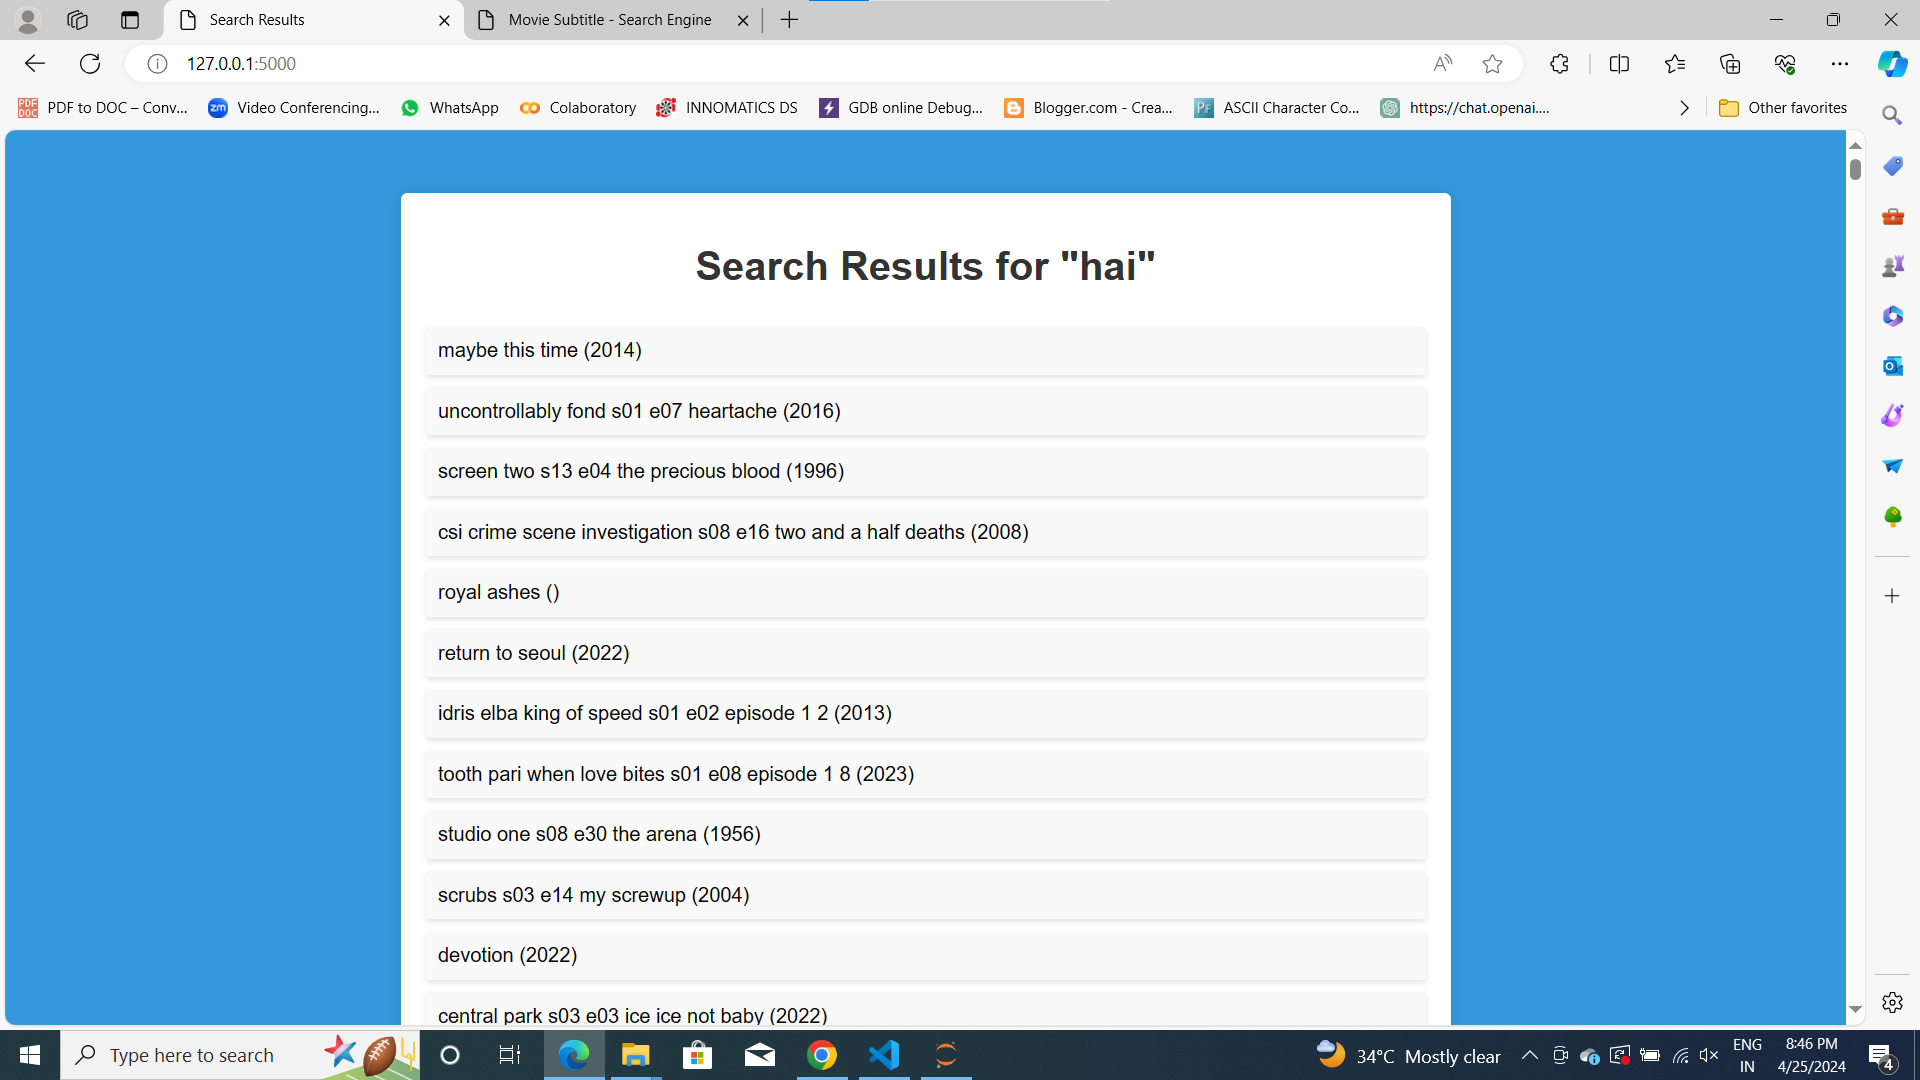 Search Results
Movie Subtitle - Search Engine
127.0.0.1:5000
PDF to DOC – Conv...
Video Conferencing...
WhatsApp
Colaboratory
INNOMATICS DS
GDB online Debug...
Blogger.com - Crea...
ASCII Character Co...
https://chat.openai....
Other favorites
Search Results for "hai"
maybe this time (2014)
uncontrollably fond s01 e07 heartache (2016)
screen two s13 e04 the precious blood (1996)
csi crime scene investigation s08 e16 two and a half deaths (2008)
royal ashes ()
return to seoul (2022)
idris elba king of speed s01 e02 episode 1 2 (2013)
tooth pari when love bites s01 e08 episode 1 8 (2023)
studio one s08 e30 the arena (1956)
scrubs s03 e14 my screwup (2004)
devotion (2022)
central park s03 e03 ice ice not baby (2022)
Type here to search
34°C Mostly clear
ENG
IN
8:46 PM
4/25/2024
4